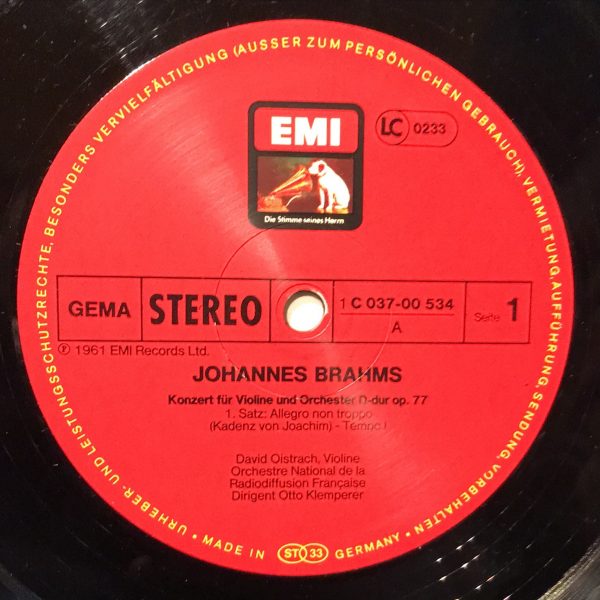 URHEBER- UND LEISTUNGSSCHUTZRECHTE, BESONDERS VERVIELFÄLTIGUNG (AUSSER ZUM PERSÖNLICHEN GEBRAUCH), VERMIETUNG, AUFFÜHRUNG, SENDUNG, VORBEHALTEN • MADE IN ST 33 GERMANY •
EMI
LC 0233
Die Stimme seines Herrn
GEMA STEREO 1 C 037-00 534 Seite 1
A
℗ 1961 EMI Records Ltd.
JOHANNES BRAHMS
Konzert für Violine und Orchester D-dur op. 77
1. Satz: Allegro non troppo
(Kadenz von Joachim) - Tempo I
David Oistrach, Violine
Orchestre National de la
Radiodiffusion Française
Dirigent Otto Klemperer